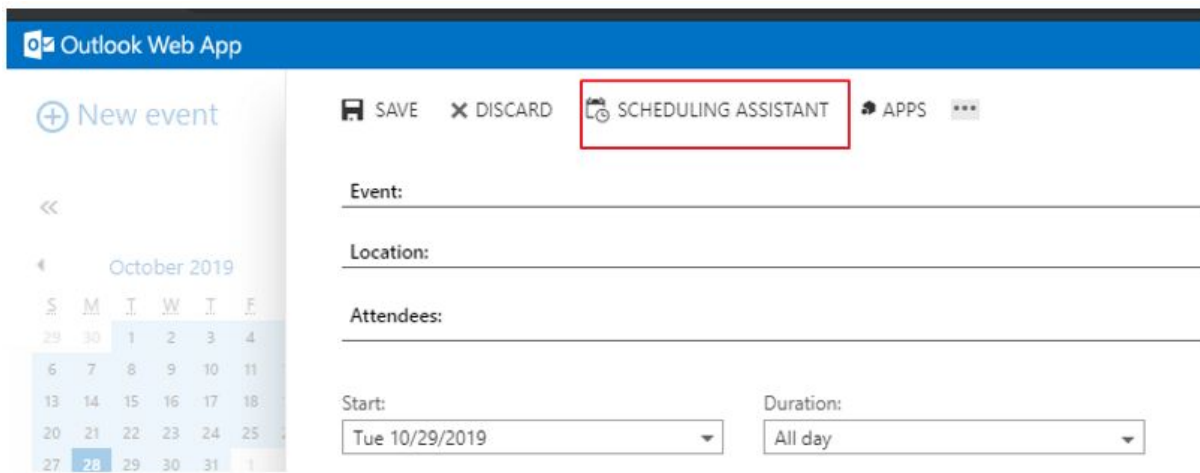 Outlook Web App
New event
SAVE DISCARD SCHEDULING ASSISTANT APPS •••
Event:
Location:
Attendees:
October 2019
S M T W T F
29 30 1 2 3 4
6 7 8 9 10 11
13 14 15 16 17 18
20 21 22 23 24 25
27 28 29 30 31 1
Start:
Tue 10/29/2019
Duration:
All day